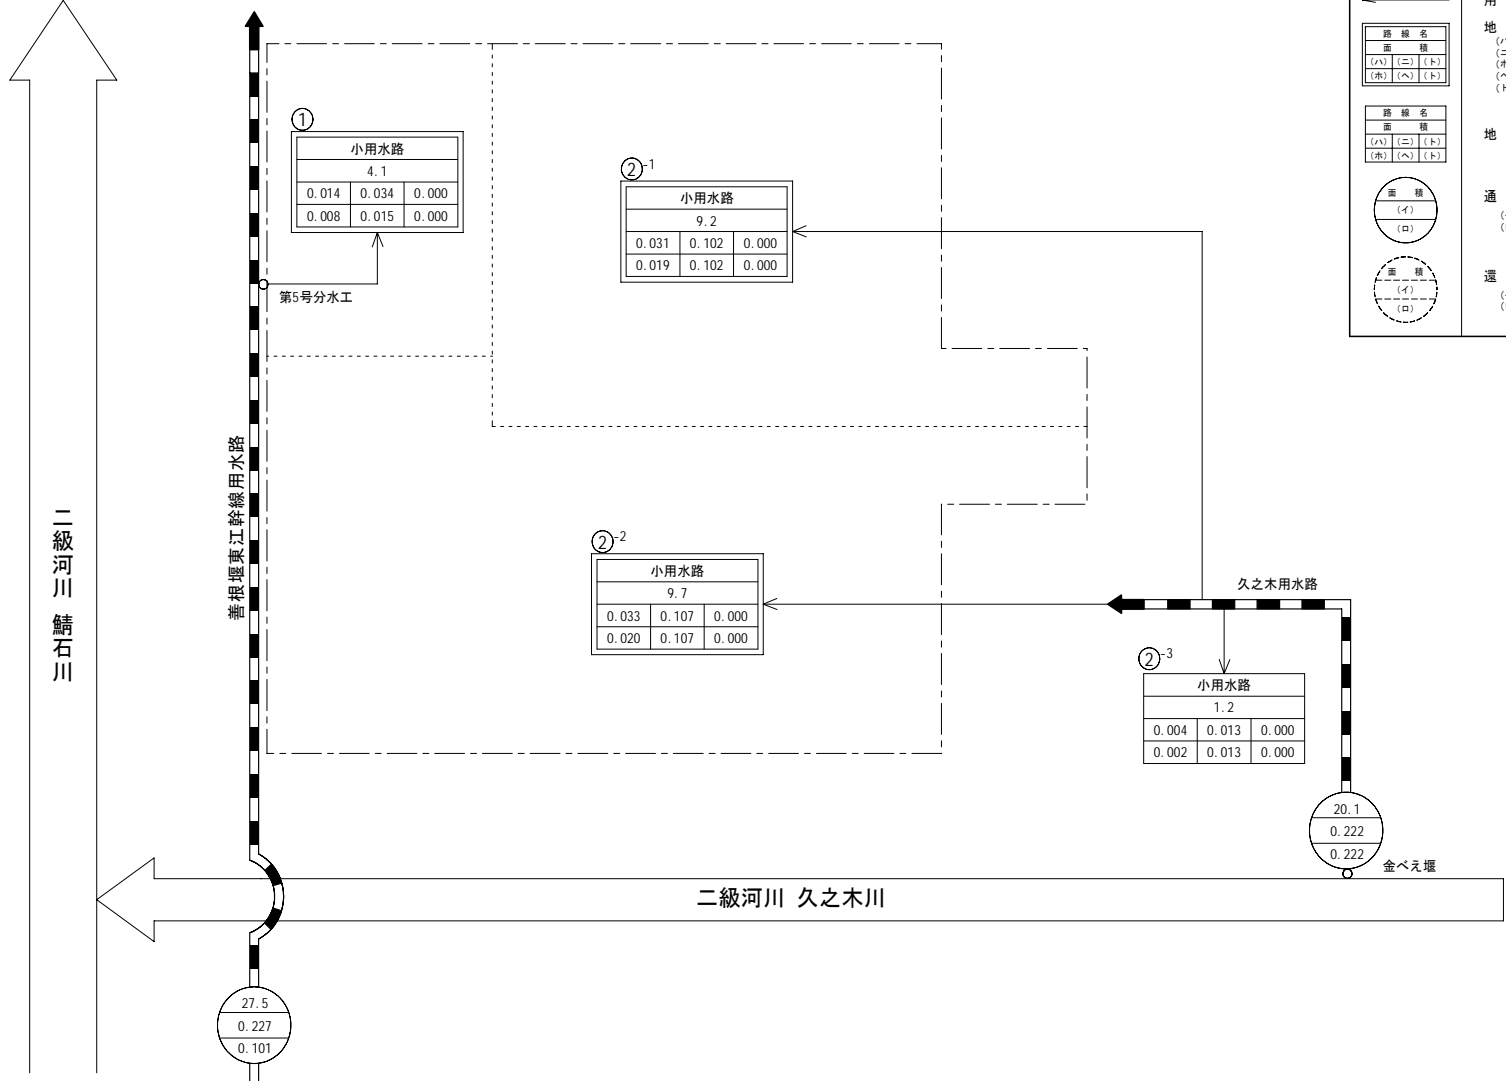 ①
小用水路
4.1
0.014 0.034 0.000
0.008 0.015 0.000
第5号分水工
②-1
小用水路
9.2
0.031 0.102 0.000
0.019 0.102 0.000
善根堰東江幹線用水路
二級河川 鯖石川
②-2
小用水路
9.7
0.033 0.107 0.000
0.020 0.107 0.000
久之木用水路
②-3
小用水路
1.2
0.004 0.013 0.000
0.002 0.013 0.000
20.1
0.222
0.222
金べえ堰
二級河川 久之木川
27.5
0.227
0.101
路 線 名
面 積
(ハ) (ニ) (ト)
(ホ) (ヘ) (ト)
地
路 線 名
面 積
(ハ) (ニ) (ト)
(ホ) (ヘ) (ト)
地
面 積
(イ)
(ロ)
通
面 積
(イ)
(ロ)
還